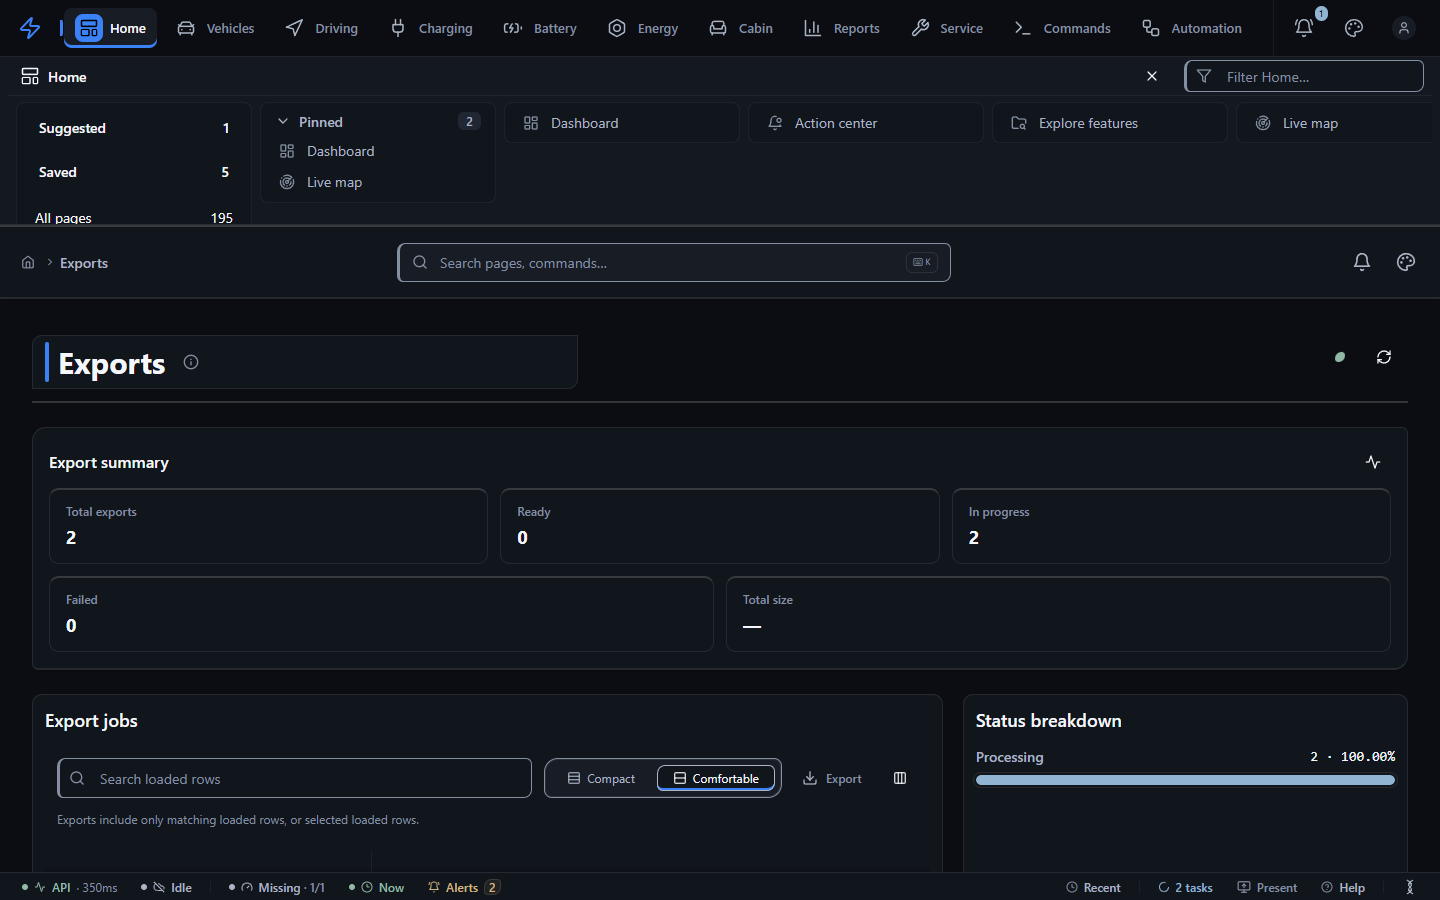 Home
Vehicles
Driving
Charging
Battery
Energy
Cabin
Reports
Service
Commands
Automation
1
Home
Filter Home...
Suggested 1
Saved 5
All pages 195
Pinned 2
Dashboard
Live map
Dashboard
Action center
Explore features
Live map
Exports
Search pages, commands...
K
Exports
Export summary
Total exports
2
Ready
0
In progress
2
Failed
0
Total size
—
Export jobs
Search loaded rows
Compact
Comfortable
Export
Exports include only matching loaded rows, or selected loaded rows.
Status breakdown
Processing 2 · 100.00%
API · 350ms
Idle
Missing · 1/1
Now
Alerts 2
Recent
2 tasks
Present
Help